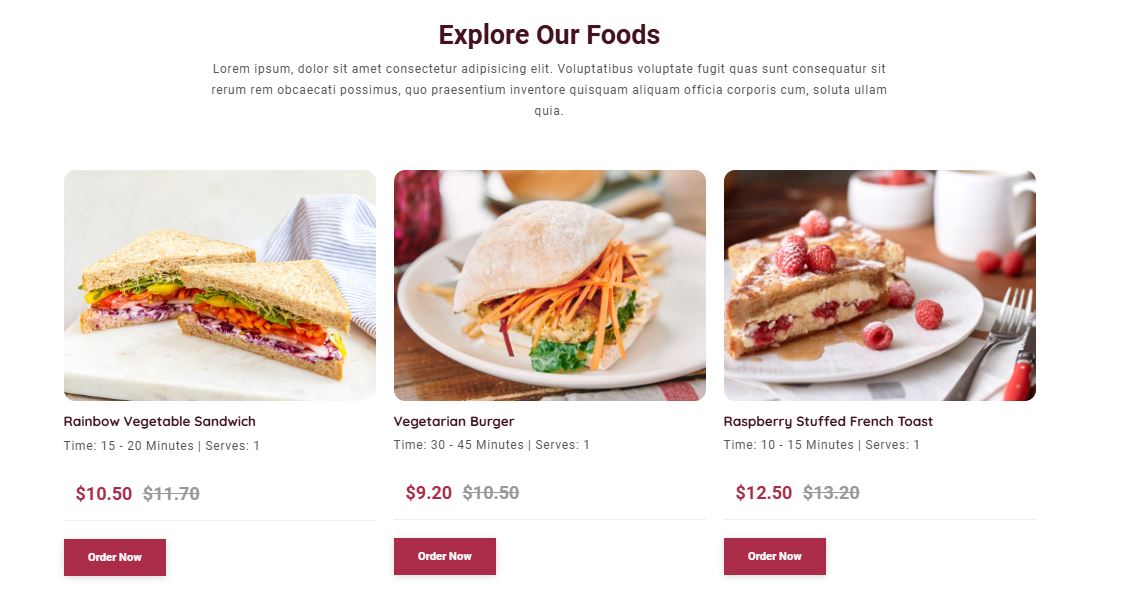 Explore Our Foods
Lorem ipsum, dolor sit amet consectetur adipisicing elit. Voluptatibus voluptate fugit quas sunt consequatur sit
rerum rem obcaecati possimus, quo praesentium inventore quisquam aliquam officia corporis cum, soluta ullam
quia.
Rainbow Vegetable Sandwich
Time: 15 - 20 Minutes | Serves: 1
$10.50 $11.70
Order Now
Vegetarian Burger
Time: 30 - 45 Minutes | Serves: 1
$9.20 $10.50
Order Now
Raspberry Stuffed French Toast
Time: 10 - 15 Minutes | Serves: 1
$12.50 $13.20
Order Now